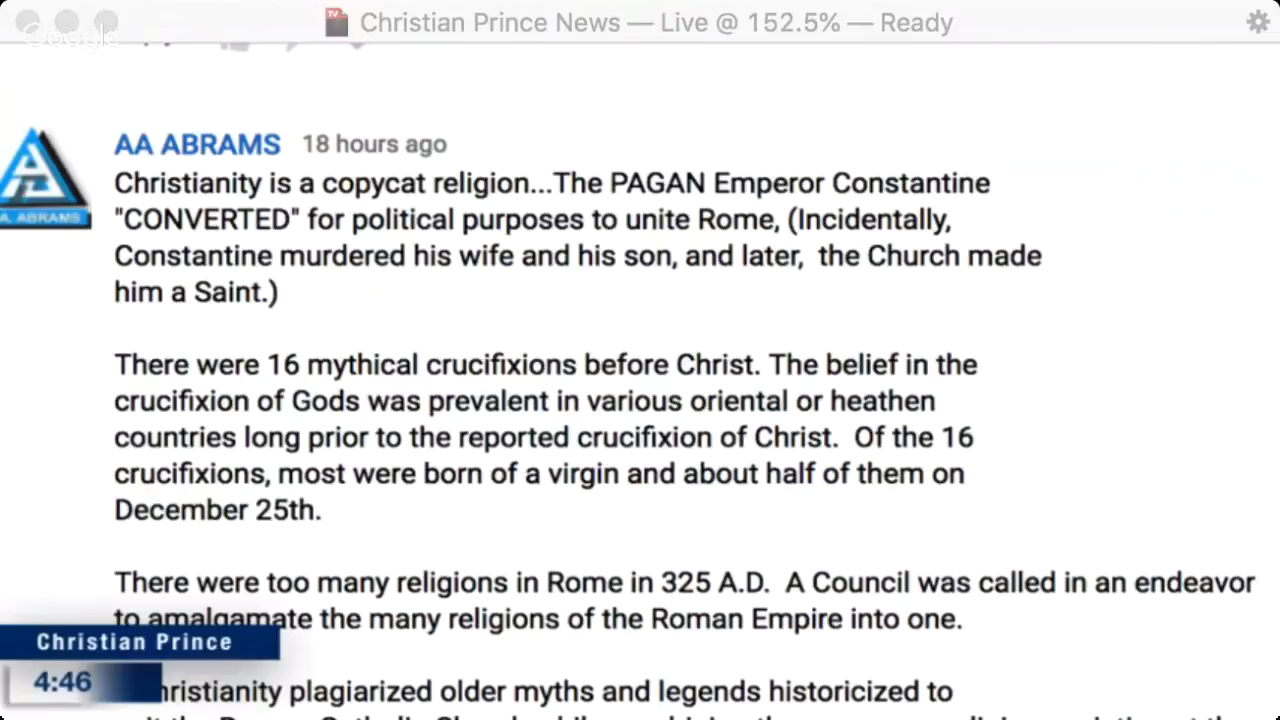 Christian Prince News — Live @ 152.5% — Ready
Google
AA ABRAMS 18 hours ago
A. ABRAMS
Christianity is a copycat religion...The PAGAN Emperor Constantine
"CONVERTED" for political purposes to unite Rome, (Incidentally,
Constantine murdered his wife and his son, and later, the Church made
him a Saint.)
There were 16 mythical crucifixions before Christ. The belief in the
crucifixion of Gods was prevalent in various oriental or heathen
countries long prior to the reported crucifixion of Christ. Of the 16
crucifixions, most were born of a virgin and about half of them on
December 25th.
There were too many religions in Rome in 325 A.D. A Council was called in an endeavor
to amalgamate the many religions of the Roman Empire into one.
Christian Prince
4:46
hristianity plagiarized older myths and legends historicized to